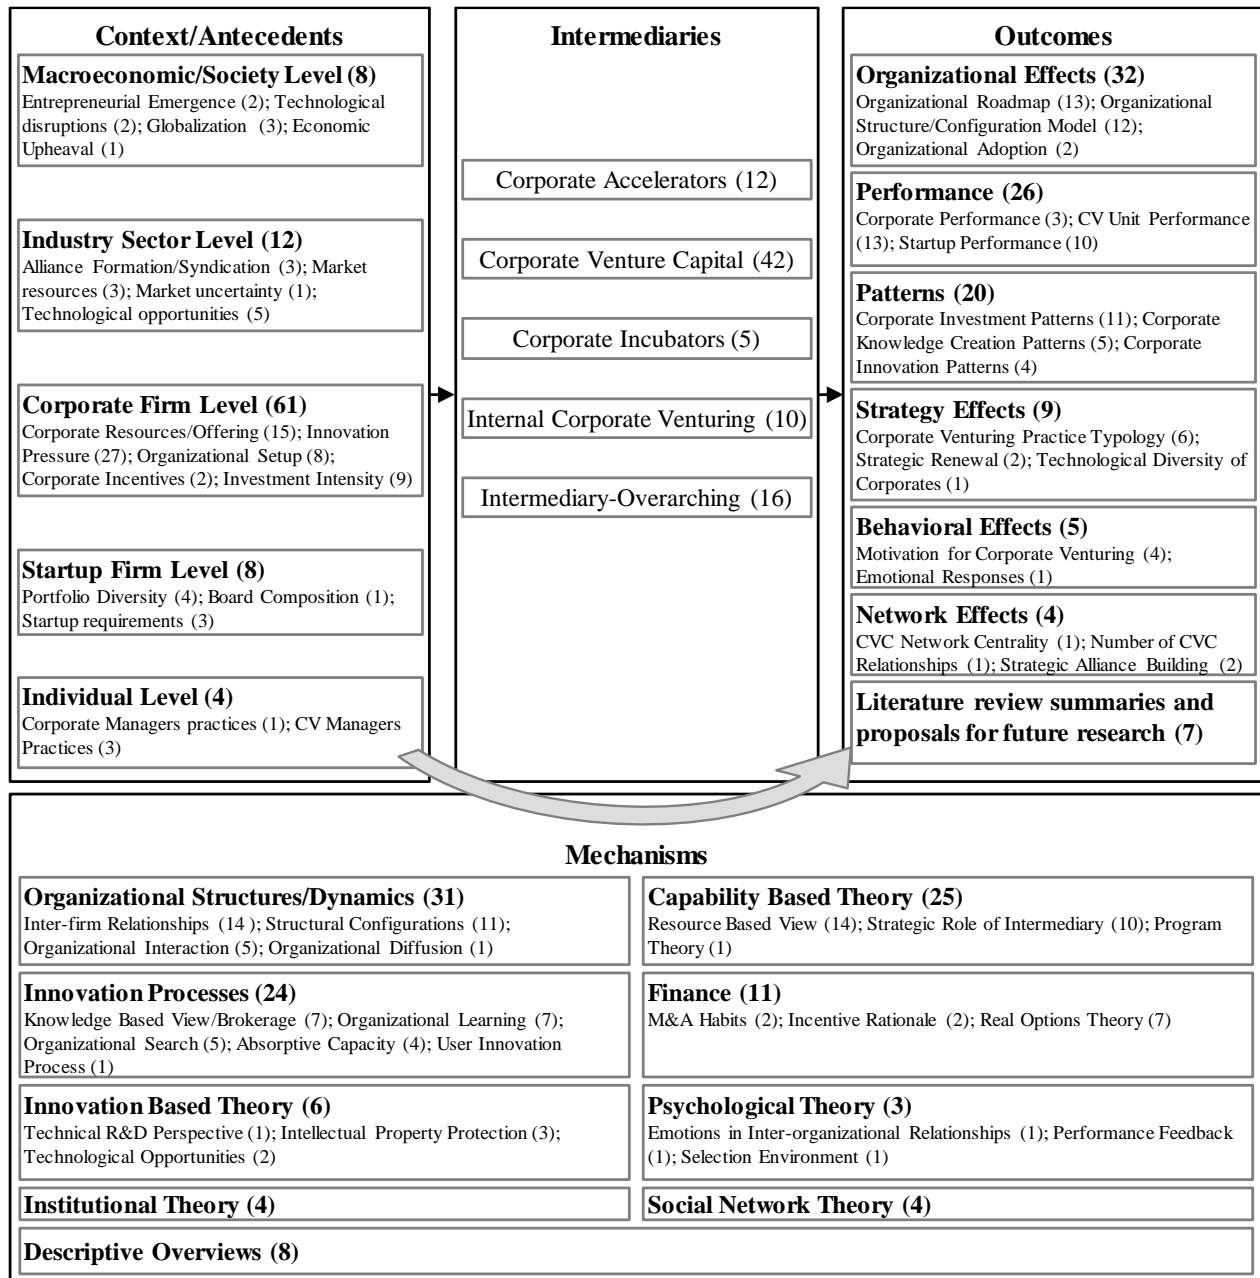 Context/Antecedents
Macroeconomic/Society Level (8)
Entrepreneurial Emergence (2); Technological
disruptions (2); Globalization (3); Economic
Upheaval (1)
Industry Sector Level (12)
Alliance Formation/Syndication (3); Market
resources (3); Market uncertainty (1);
Technological opportunities (5)
Corporate Firm Level (61)
Corporate Resources/Offering (15); Innovation
Pressure (27); Organizational Setup (8);
Corporate Incentives (2); Investment Intensity (9)
Startup Firm Level (8)
Portfolio Diversity (4); Board Composition (1);
Startup requirements (3)
Individual Level (4)
Corporate Managers practices (1); CV Managers
Practices (3)
Intermediaries
Corporate Accelerators (12)
Corporate Venture Capital (42)
Corporate Incubators (5)
Internal Corporate Venturing (10)
Intermediary-Overarching (16)
Outcomes
Organizational Effects (32)
Organizational Roadmap (13); Organizational
Structure/Configuration Model (12);
Organizational Adoption (2)
Performance (26)
Corporate Performance (3); CV Unit Performance
(13); Startup Performance (10)
Patterns (20)
Corporate Investment Patterns (11); Corporate
Knowledge Creation Patterns (5); Corporate
Innovation Patterns (4)
Strategy Effects (9)
Corporate Venturing Practice Typology (6);
Strategic Renewal (2); Technological Diversity of
Corporates (1)
Behavioral Effects (5)
Motivation for Corporate Venturing (4);
Emotional Responses (1)
Network Effects (4)
CVC Network Centrality (1); Number of CVC
Relationships (1); Strategic Alliance Building (2)
Literature review summaries and
proposals for future research (7)
Mechanisms
Organizational Structures/Dynamics (31)
Inter-firm Relationships (14 ); Structural Configurations (11);
Organizational Interaction (5); Organizational Diffusion (1)
Capability Based Theory (25)
Resource Based View (14); Strategic Role of Intermediary (10); Program
Theory (1)
Innovation Processes (24)
Knowledge Based View/Brokerage (7); Organizational Learning (7);
Organizational Search (5); Absorptive Capacity (4); User Innovation
Process (1)
Finance (11)
M&A Habits (2); Incentive Rationale (2); Real Options Theory (7)
Innovation Based Theory (6)
Technical R&D Perspective (1); Intellectual Property Protection (3);
Technological Opportunities (2)
Psychological Theory (3)
Emotions in Inter-organizational Relationships (1); Performance Feedback
(1); Selection Environment (1)
Institutional Theory (4)
Social Network Theory (4)
Descriptive Overviews (8)